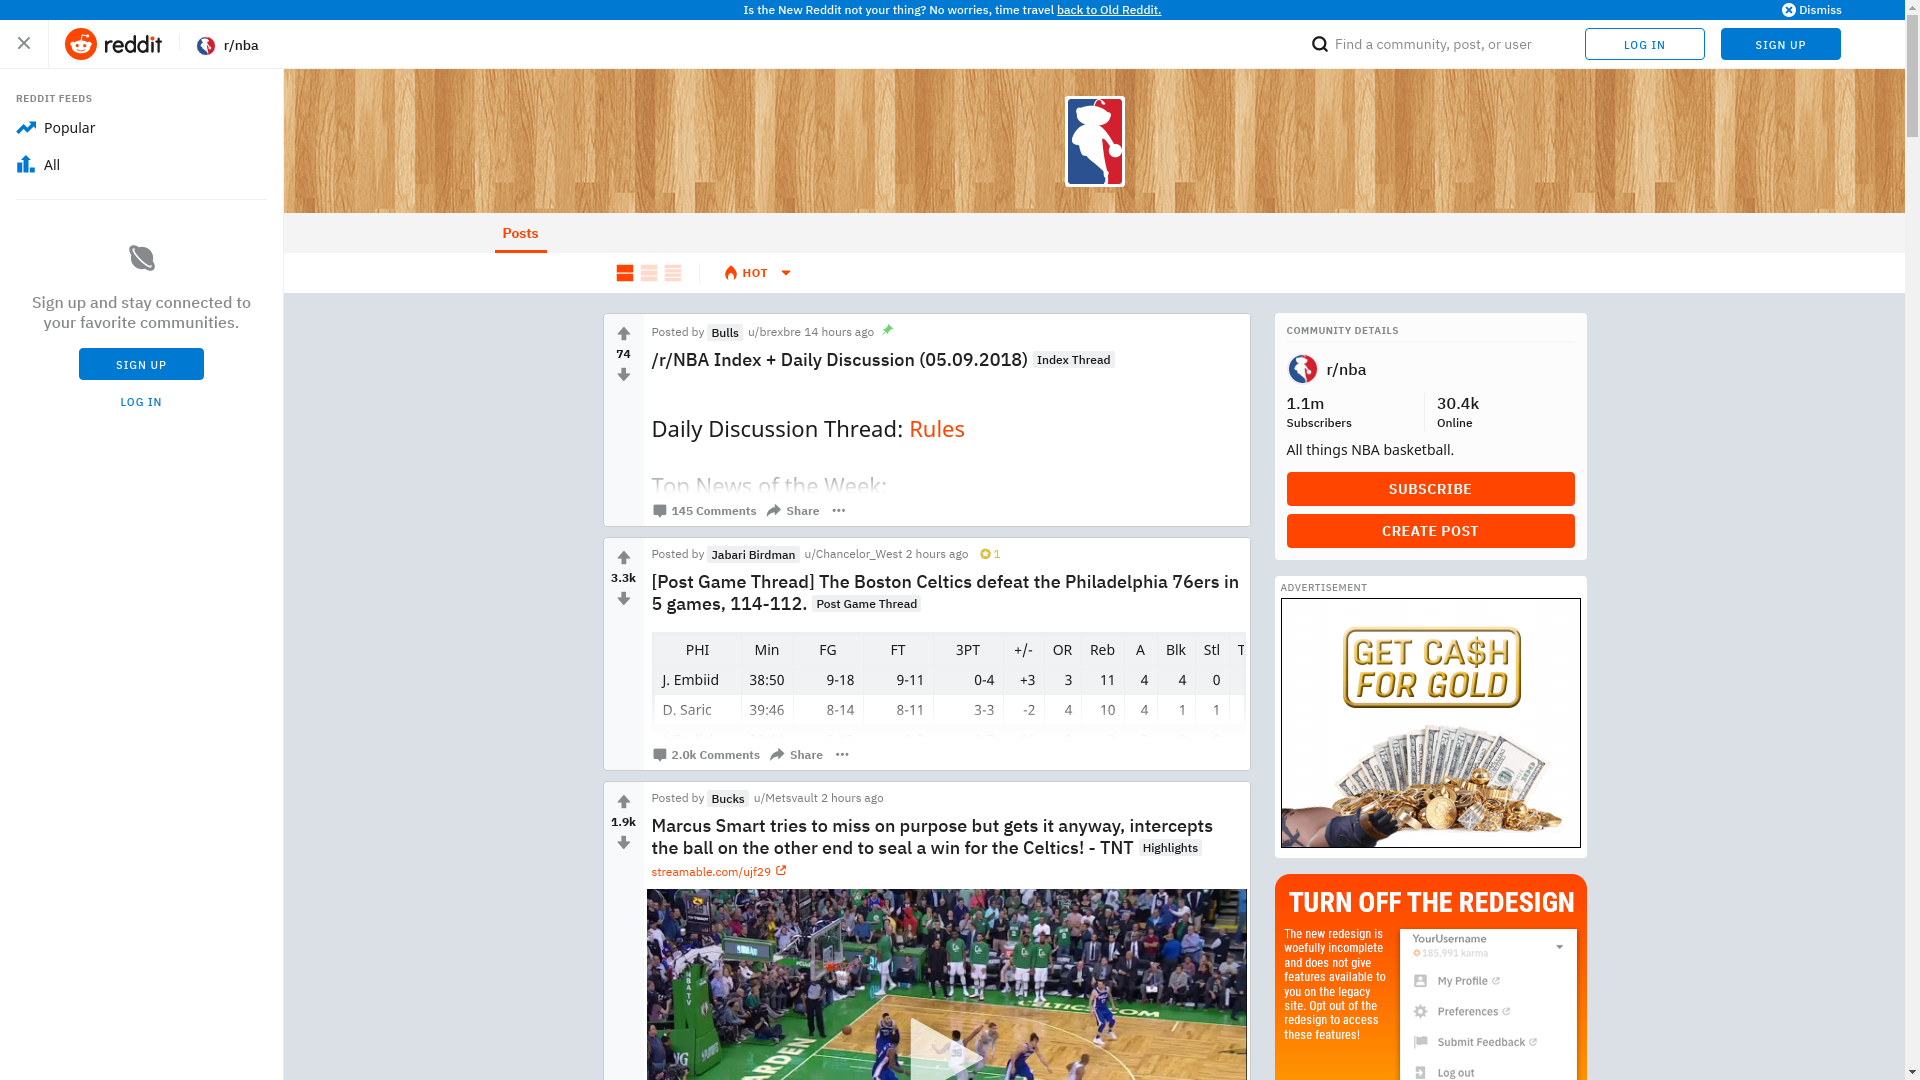 Is the New Reddit not your thing? No worries, time travel back to Old Reddit.
Dismiss
reddit
r/nba
Find a community, post, or user
LOG IN
SIGN UP
REDDIT FEEDS
Popular
All
Sign up and stay connected to
your favorite communities.
SIGN UP
LOG IN
Posts
HOT
Posted by Bulls u/brexbre 14 hours ago
74
/r/NBA Index + Daily Discussion (05.09.2018) Index Thread
Daily Discussion Thread: Rules
Top News of the Week:
145 Comments Share
Posted by Jabari Birdman u/Chancelor_West 2 hours ago 1
3.3k
[Post Game Thread] The Boston Celtics defeat the Philadelphia 76ers in
5 games, 114-112. Post Game Thread
PHI Min FG FT 3PT +/- OR Reb A Blk Stl T
J. Embiid 38:50 9-18 9-11 0-4 +3 3 11 4 4 0
D. Saric 39:46 8-14 8-11 3-3 -2 4 10 4 1 1
2.0k Comments Share
Posted by Bucks u/Metsvault 2 hours ago
1.9k
Marcus Smart tries to miss on purpose but gets it anyway, intercepts
the ball on the other end to seal a win for the Celtics! - TNT Highlights
streamable.com/ujf29
COMMUNITY DETAILS
r/nba
1.1m
Subscribers
30.4k
Online
All things NBA basketball.
SUBSCRIBE
CREATE POST
ADVERTISEMENT
GET CA$H
FOR GOLD
TURN OFF THE REDESIGN
The new redesign is
woefully incomplete
and does not give
features available to
you on the legacy
site. Opt out of the
redesign to access
these features!
YourUsername
185,991 karma
My Profile
Preferences
Submit Feedback
Log out